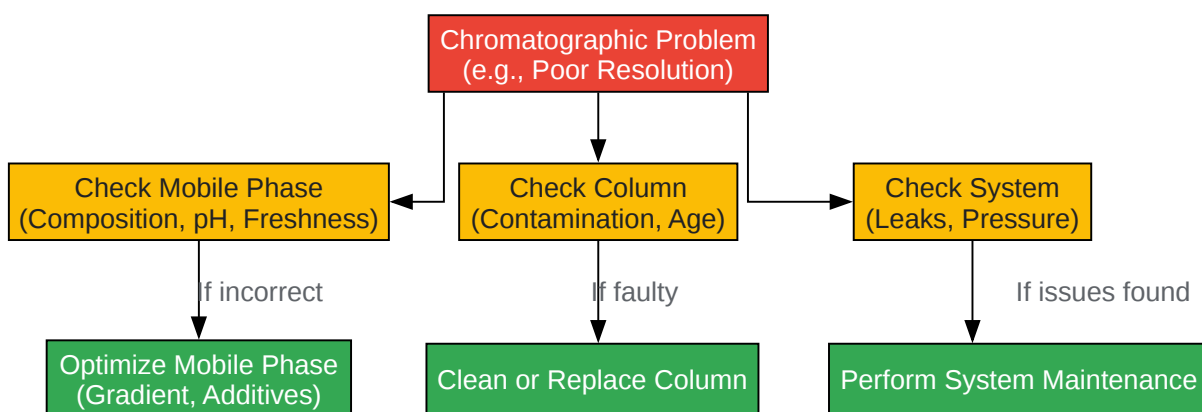 Chromatographic Problem
(e.g., Poor Resolution)
Check Mobile Phase
(Composition, pH, Freshness)
Check Column
(Contamination, Age)
Check System
(Leaks, Pressure)
If incorrect
If faulty
If issues found
Optimize Mobile Phase
(Gradient, Additives)
Clean or Replace Column
Perform System Maintenance